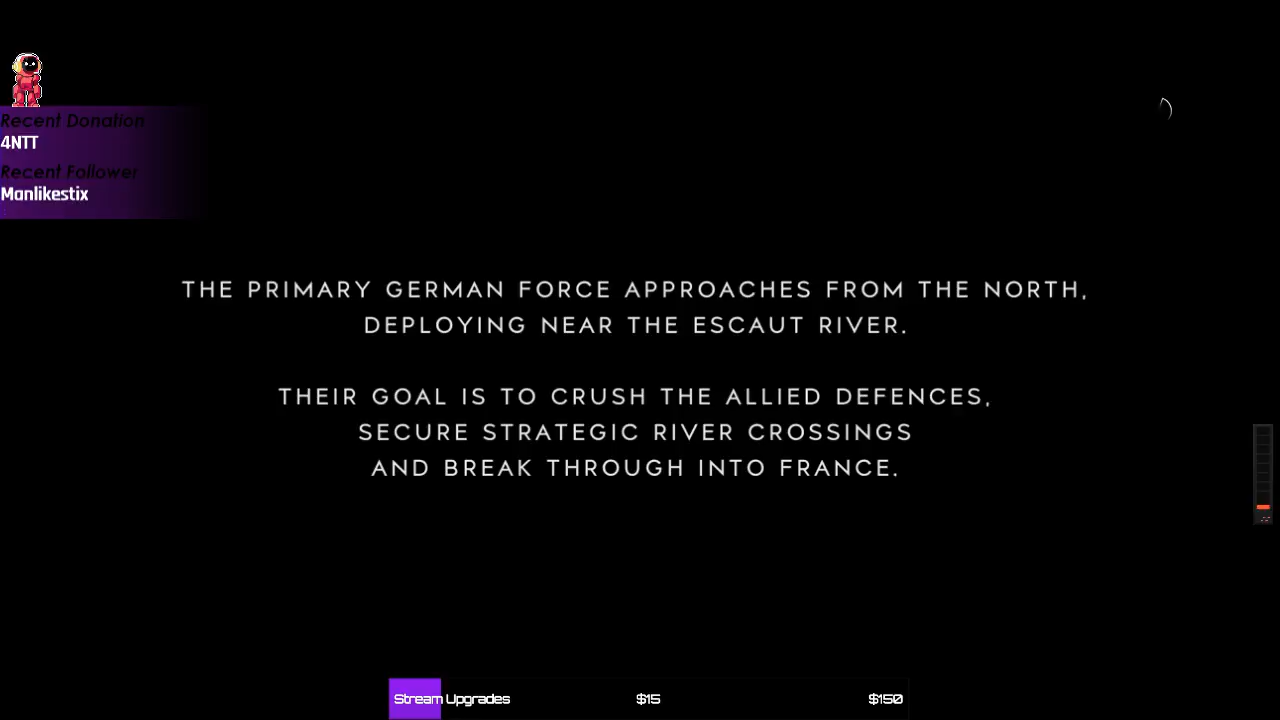 Recent Donation
4NTT
Recent Follower
Manlikestix
THE PRIMARY GERMAN FORCE APPROACHES FROM THE NORTH,
DEPLOYING NEAR THE ESCAUT RIVER.
THEIR GOAL IS TO CRUSH THE ALLIED DEFENCES,
SECURE STRATEGIC RIVER CROSSINGS
AND BREAK THROUGH INTO FRANCE.
Stream Upgrades $15 $150